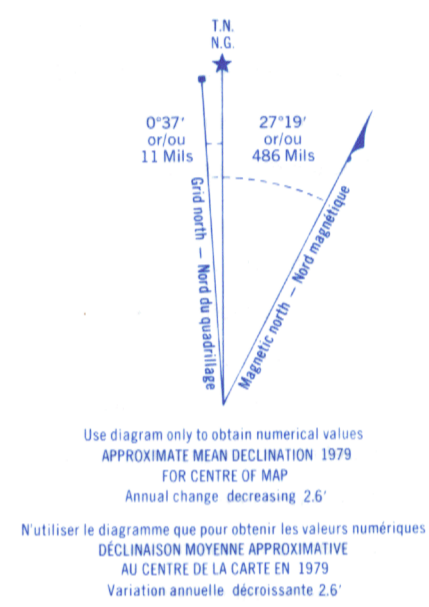 T.N.
N.G.
0°37'
or/ou
11 Mils
27°19'
or/ou
486 Mils
Grid north – Nord du quadrillage
Magnetic north – Nord magnétique
Use diagram only to obtain numerical values
APPROXIMATE MEAN DECLINATION 1979
FOR CENTRE OF MAP
Annual change decreasing 2.6'
N'utiliser le diagramme que pour obtenir les valeurs numériques
DÉCLINAISON MOYENNE APPROXIMATIVE
AU CENTRE DE LA CARTE EN 1979
Variation annuelle décroissante 2.6'